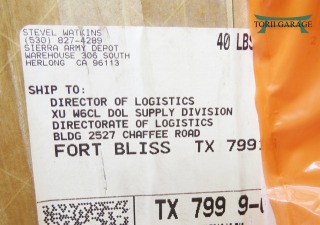 STEVEL WATKINS
(530) 827-4289
SIERRA ARMY DEPOT
WAREHOUSE 306 SOUTH
HERLONG CA 96113
40 LBS
TORII GARAGE
SHIP TO:
DIRECTOR OF LOGISTICS
XU W6CL DOL SUPPLY DIVISION
DIRECTORATE OF LOGISTICS
BLDG 2527 CHAFFEE ROAD
FORT BLISS TX 799
TX 799 9-